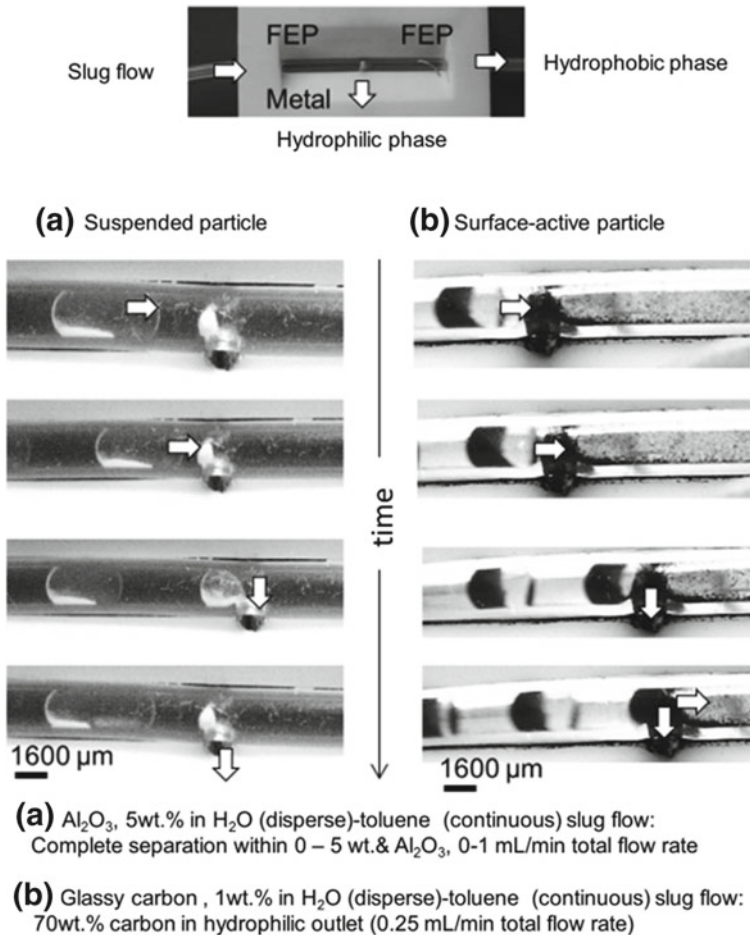 FEP FEP
Slug flow
Hydrophobic phase
Metal
Hydrophilic phase
(a) Suspended particle
(b) Surface-active particle
time
1600 µm
1600 µm
(a) Al₂O₃, 5wt.% in H₂O (disperse)-toluene (continuous) slug flow:
Complete separation within 0 – 5 wt.& Al₂O₃, 0-1 mL/min total flow rate
(b) Glassy carbon , 1wt.% in H₂O (disperse)-toluene (continuous) slug flow:
70wt.% carbon in hydrophilic outlet (0.25 mL/min total flow rate)